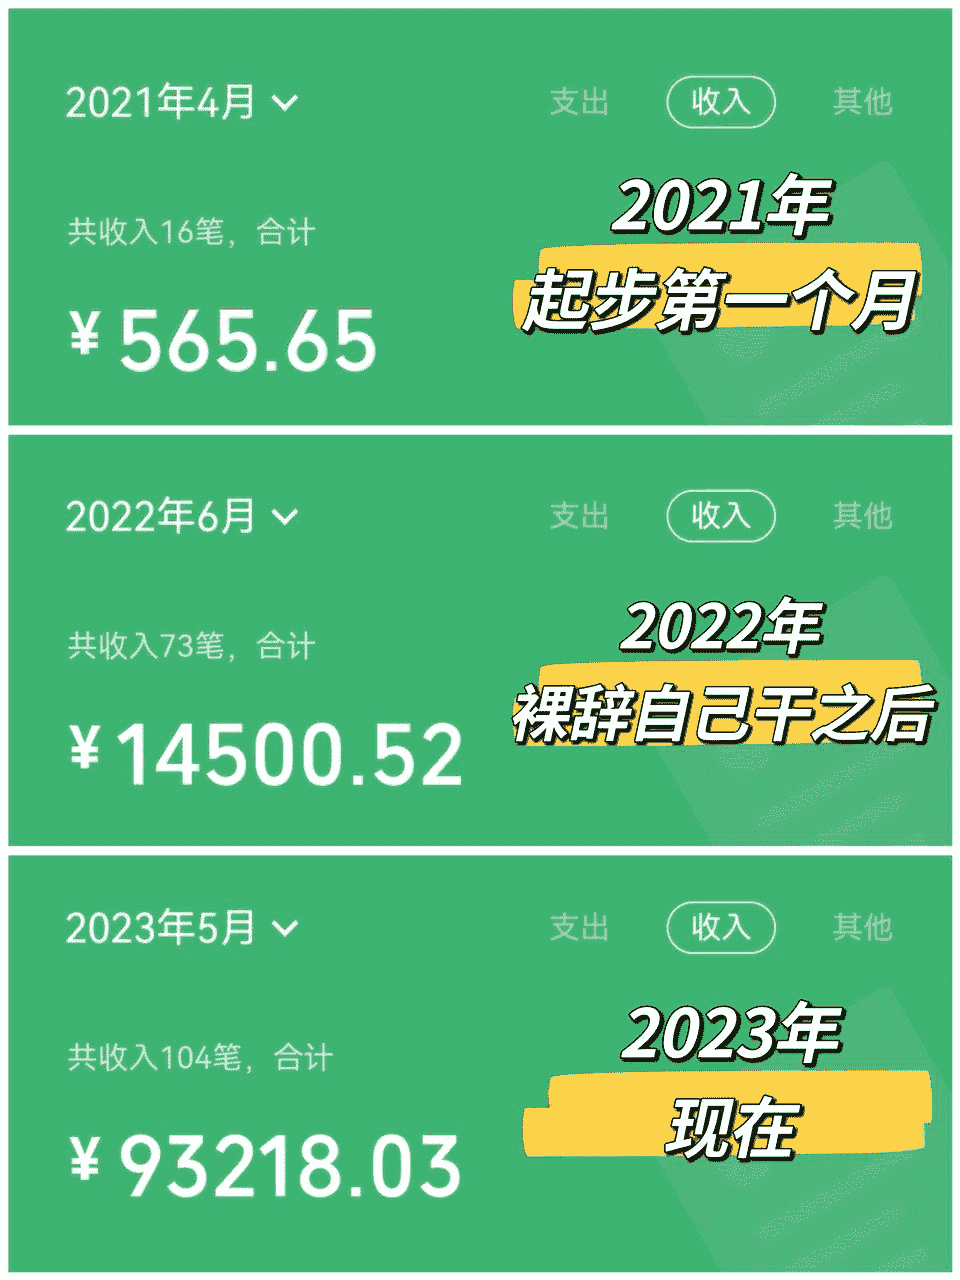 2021年4月
支出 收入 其他
2021年
共收入16笔，合计
起步第一个月
¥565.65
2022年6月
支出 收入 其他
2022年
共收入73笔，合计
裸辞自己干之后
¥14500.52
2023年5月
支出 收入 其他
2023年
共收入104笔，合计
现在
¥93218.03